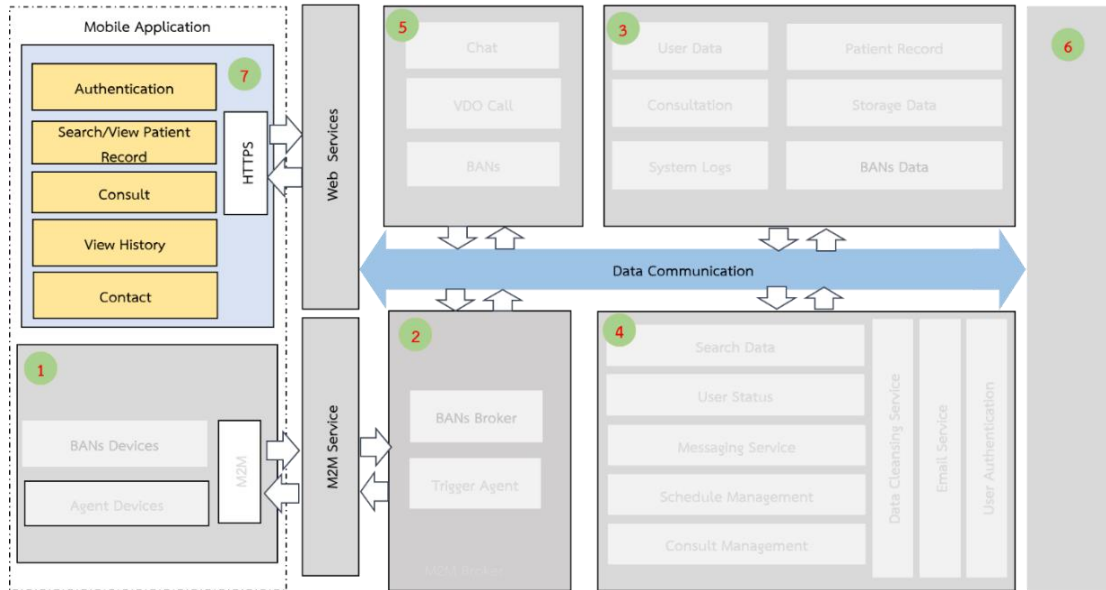 Mobile Application
7
Authentication
Search/View Patient
Record
Consult
View History
Contact
HTTPS
Web Services
5
Chat
VDO Call
BANs
3
User Data
Patient Record
Consultation
Storage Data
System Logs
BANs Data
6
Data Communication
1
BANs Devices
Agent Devices
M2M
M2M Service
2
BANs Broker
Trigger Agent
M2M Broker
4
Search Data
User Status
Messaging Service
Schedule Management
Consult Management
Data Cleansing Service
Email Service
User Authentication